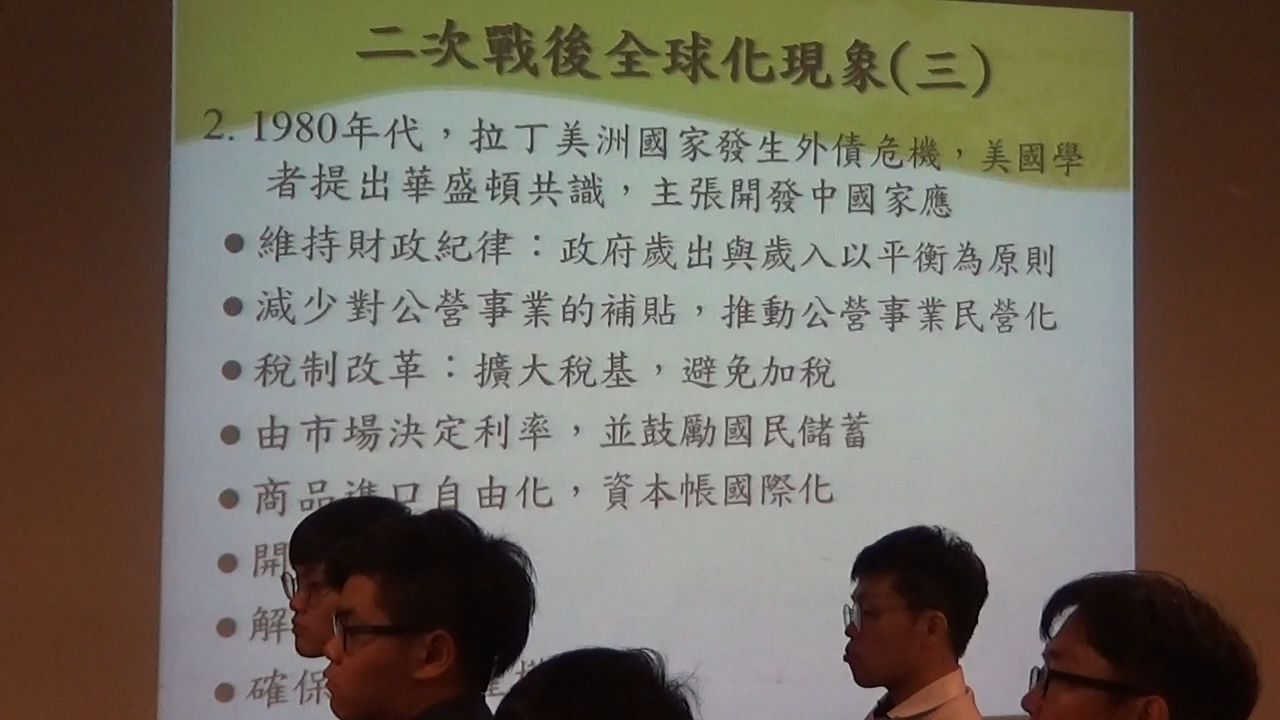 二次戰後全球化現象(三)
2. 1980年代，拉丁美洲國家發生外債危機，美國學
者提出華盛頓共識，主張開發中國家應
●維持財政紀律：政府歲出與歲入以平衡為原則
●減少對公營事業的補貼，推動公營事業民營化
●稅制改革：擴大稅基，避免加稅
●由市場決定利率，並鼓勵國民儲蓄
●商品進口自由化，資本帳國際化
●開
●解
●確保